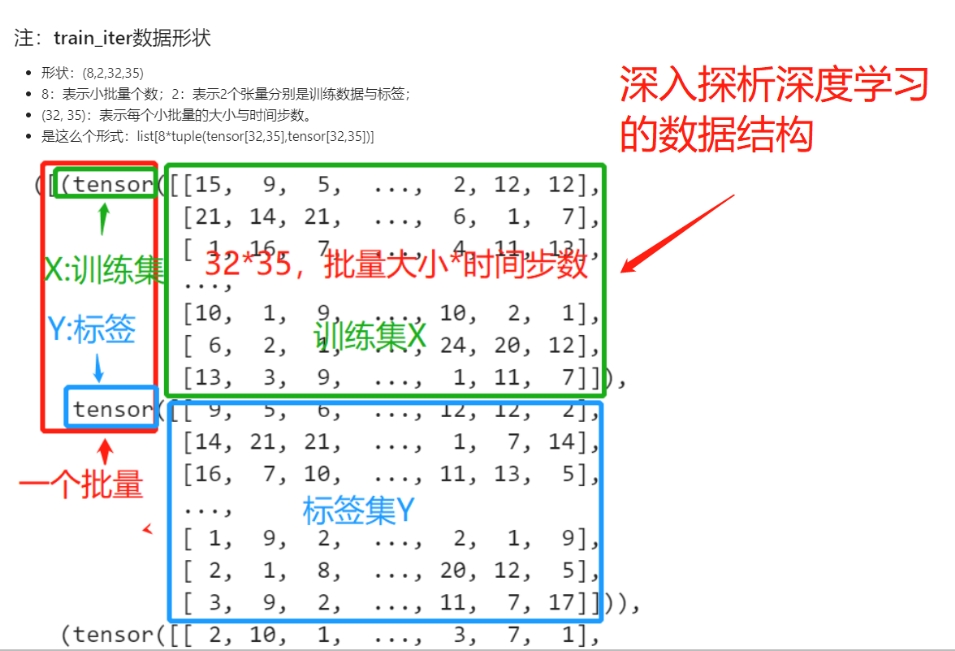 注：train_iter数据形状
形状：(8,2,32,35)
8：表示小批量个数；2：表示2个张量分别是训练数据与标签；
(32, 35)：表示每个小批量的大小与时间步数。
是这么个形式：list[8*tuple(tensor[32,35],tensor[32,35])]
深入探析深度学习
的数据结构
([(tensor([[15, 9, 5, ..., 2, 12, 12],
[21, 14, 21, ..., 6, 1, 7],
[ 1, 16, 7, ..., 4, 11, 13],
32*35，批量大小*时间步数
X:训练集
...,
[10, 1, 9, ..., 10, 2, 1],
Y:标签
训练集X
[ 6, 2, 1, ..., 24, 20, 12],
[13, 3, 9, ..., 1, 11, 7]]),
tensor([[ 9, 5, 6, ..., 12, 12, 2],
[14, 21, 21, ..., 1, 7, 14],
[16, 7, 10, ..., 11, 13, 5],
一个批量
...,
标签集Y
[ 1, 9, 2, ..., 2, 1, 9],
[ 2, 1, 8, ..., 20, 12, 5],
[ 3, 9, 2, ..., 11, 7, 17]])),
(tensor([[ 2, 10, 1, ..., 3, 7, 1],